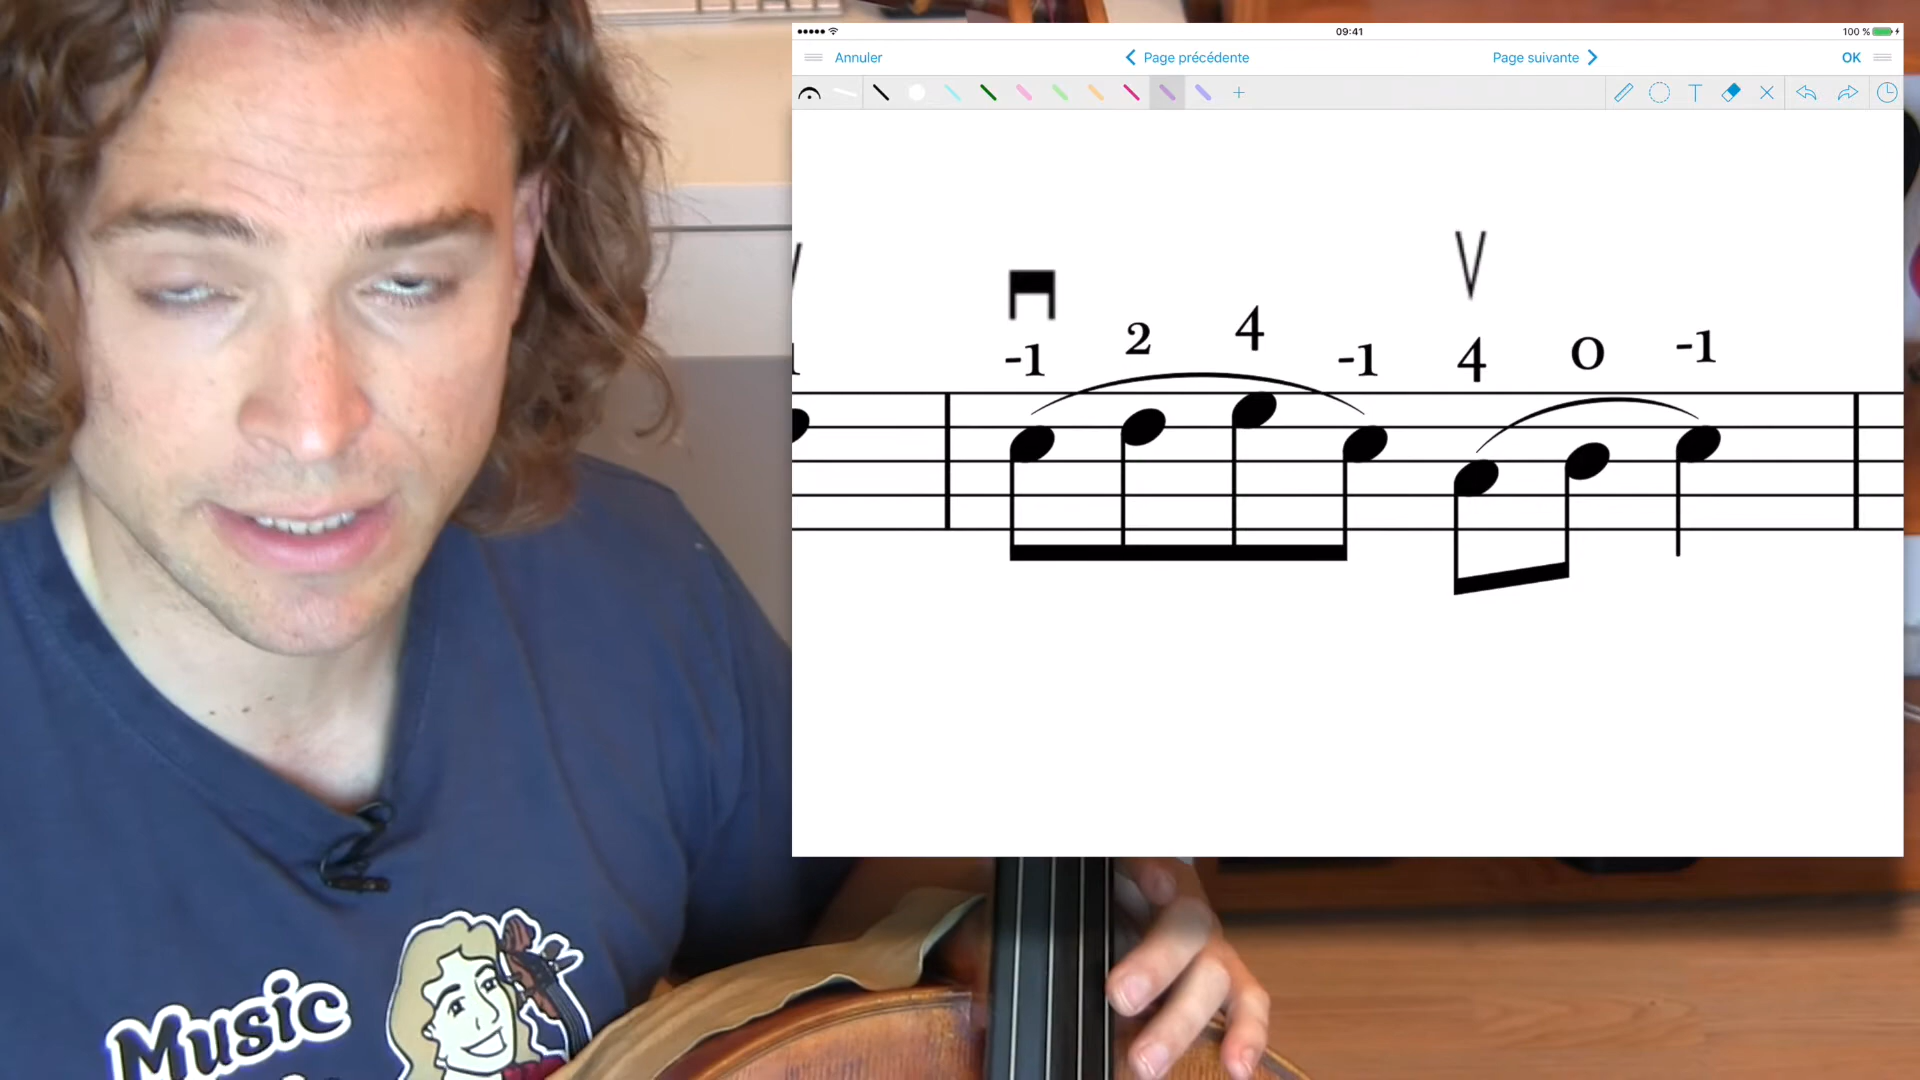 09:41
100 %
Annuler
Page précédente
Page suivante
OK
T
V
-1 2 4 -1 4 0 -1
Music